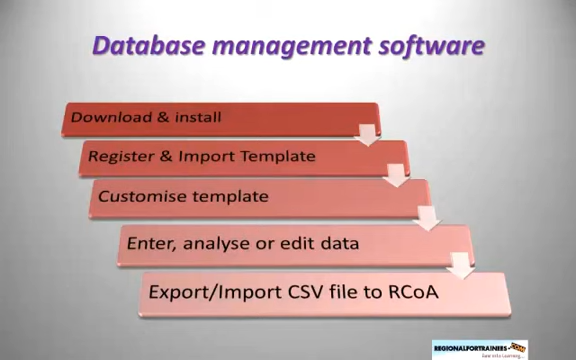 Database management software
Download & install
Register & Import Template
Customise template
Enter, analyse or edit data
Export/Import CSV file to RCoA
REGIONALFORTRAINEES.COM